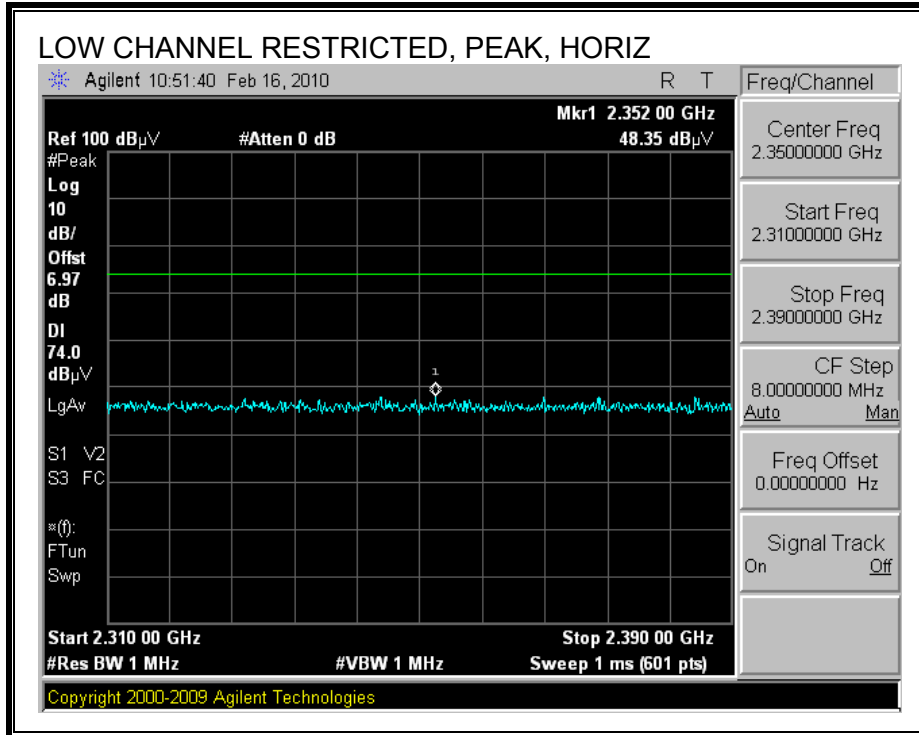 LOW CHANNEL RESTRICTED, PEAK, HORIZ
Agilent 10:51:40 Feb 16, 2010 R T
Freq/Channel
Mkr1 2.352 00 GHz
Ref 100 dBµV #Atten 0 dB 48.35 dBµV
#Peak
Log
10
dB/
Offst
6.97
dB
DI
74.0
dBµV
LgAv
S1 V2
S3 FC
¤(f):
FTun
Swp
1
Start 2.310 00 GHz Stop 2.390 00 GHz
#Res BW 1 MHz #VBW 1 MHz Sweep 1 ms (601 pts)
Copyright 2000-2009 Agilent Technologies
Center Freq
2.35000000 GHz
Start Freq
2.31000000 GHz
Stop Freq
2.39000000 GHz
CF Step
8.00000000 MHz
Auto Man
Freq Offset
0.00000000 Hz
Signal Track
On Off